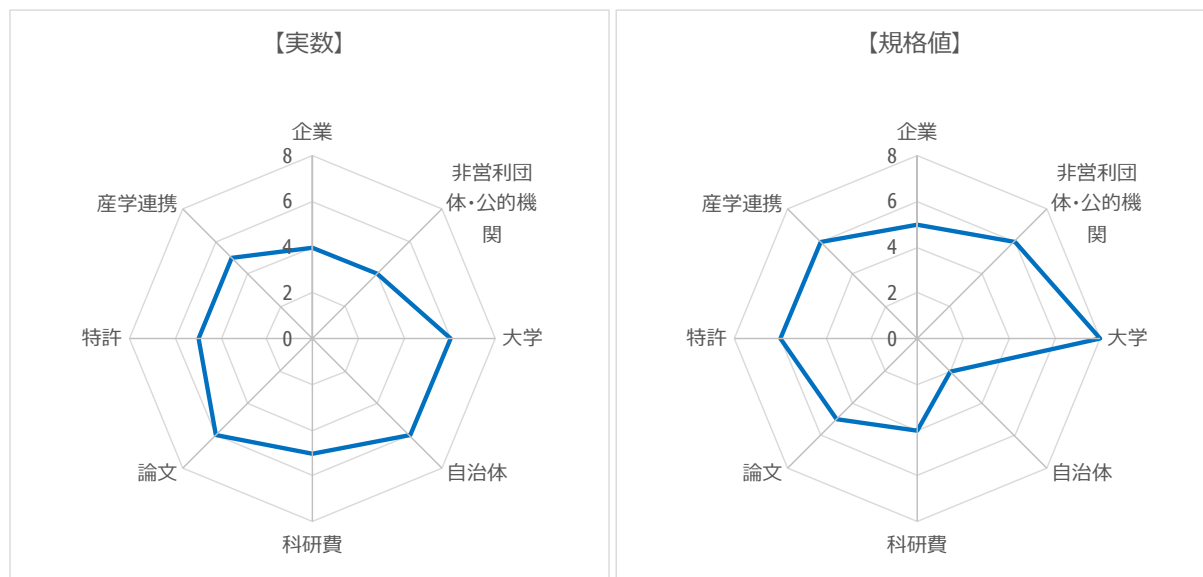 【実数】
企業
8
6
4
2
0
非営利団
体・公的機
関
大学
自治体
科研費
論文
特許
産学連携
【規格値】
企業
8
6
4
2
0
非営利団
体・公的機
関
大学
自治体
科研費
論文
特許
産学連携